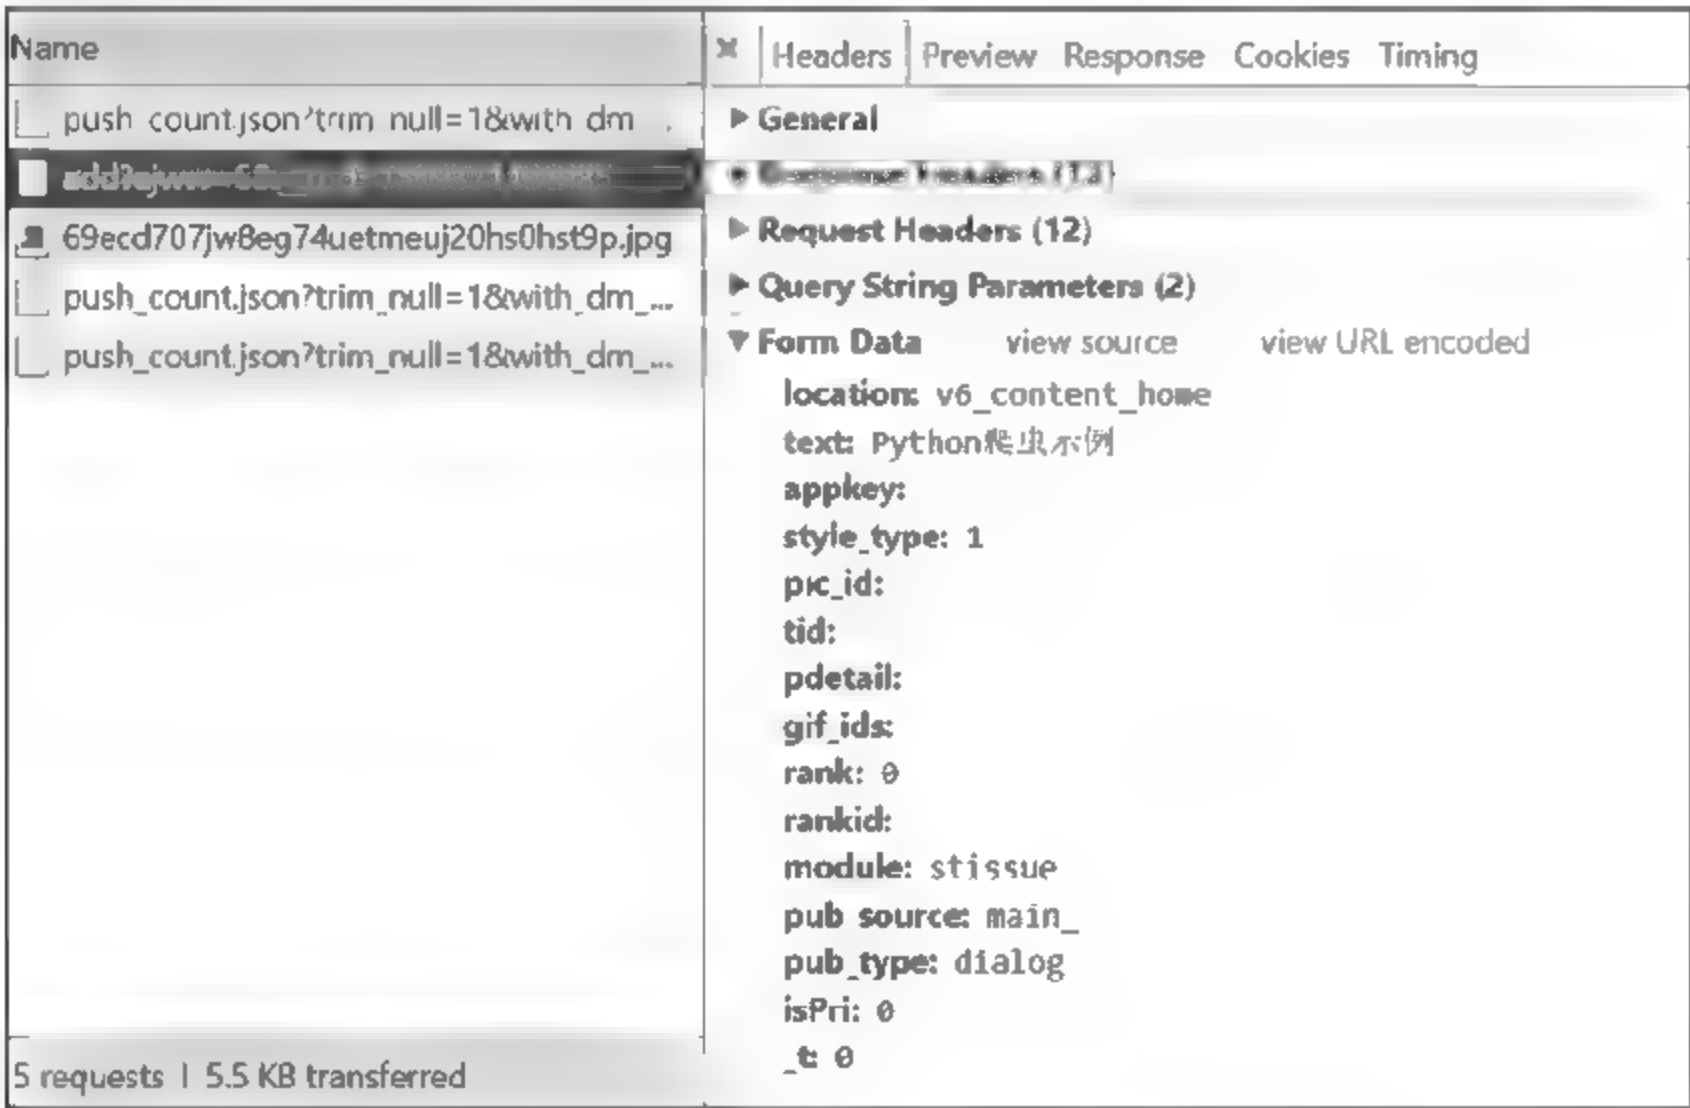 Name
push_count.json?trim_null=1&with_dm_...
69ecd707jw8eg74uetmeuj20hs0hst9p.jpg
push_count.json?trim_null=1&with_dm_...
push_count.json?trim_null=1&with_dm_...
5 requests | 5.5 KB transferred
Headers Preview Response Cookies Timing
General
Request Headers (12)
Query String Parameters (2)
Form Data view source view URL encoded
location: v6_content_home
text: Python爬虫示例
appkey:
style_type: 1
pic_id:
tid:
pdetail:
gif_ids:
rank: 0
rankid:
module: stissue
pub_source: main_
pub_type: dialog
isPri: 0
_t: 0